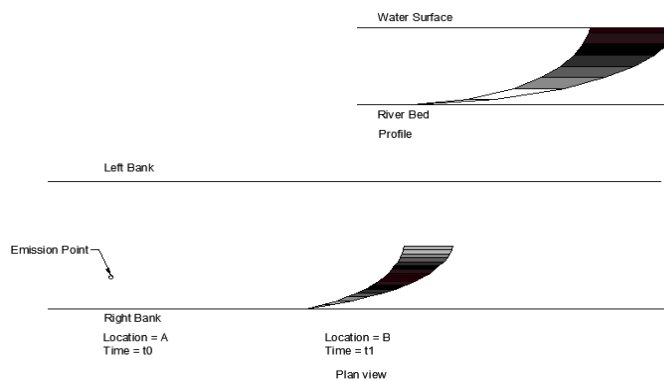 Water Surface
River Bed
Profile
Left Bank
Emission Point
Right Bank
Location = A
Time = t0
Location = B
Time = t1
Plan view